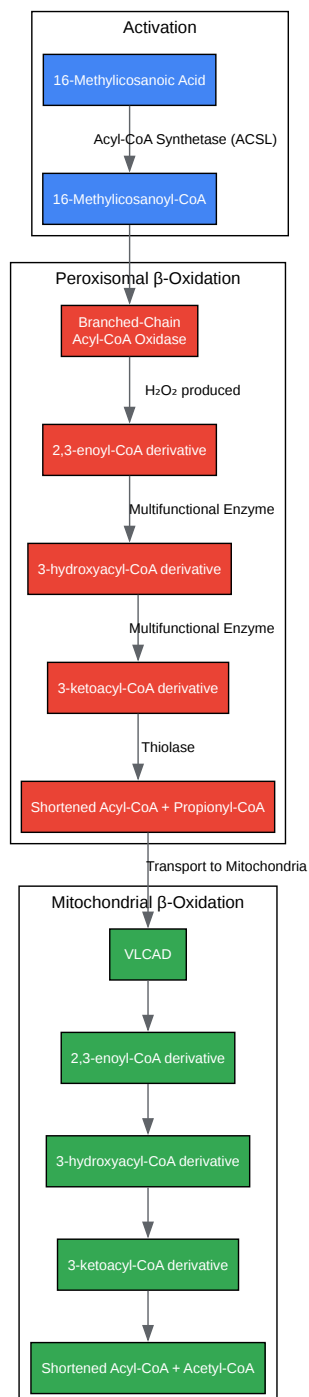 Activation
16-Methylicosanoic Acid
Acyl-CoA Synthetase (ACSL)
16-Methylicosanoyl-CoA
Peroxisomal β-Oxidation
Branched-Chain
Acyl-CoA Oxidase
H₂O₂ produced
2,3-enoyl-CoA derivative
Multifunctional Enzyme
3-hydroxyacyl-CoA derivative
Multifunctional Enzyme
3-ketoacyl-CoA derivative
Thiolase
Shortened Acyl-CoA + Propionyl-CoA
Transport to Mitochondria
Mitochondrial β-Oxidation
VLCAD
2,3-enoyl-CoA derivative
3-hydroxyacyl-CoA derivative
3-ketoacyl-CoA derivative
Shortened Acyl-CoA + Acetyl-CoA